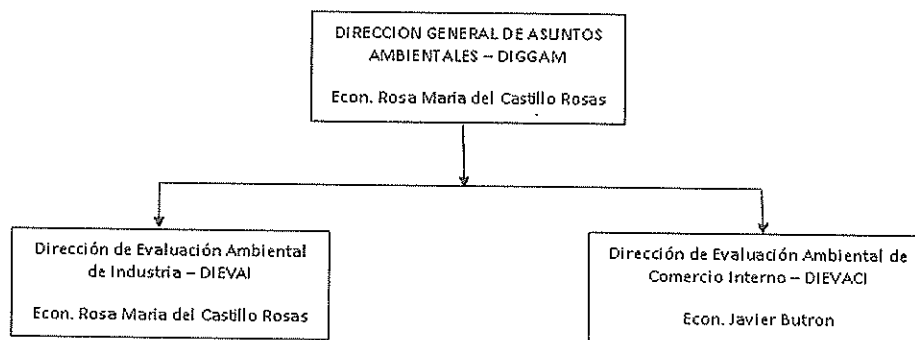 DIRECCION GENERAL DE ASUNTOS
AMBIENTALES – DIGGAM
Econ. Rosa Maria del Castillo Rosas
Dirección de Evaluación Ambiental
de Industria – DIEVAI
Econ. Rosa Maria del Castillo Rosas
Dirección de Evaluación Ambiental de
Comercio Interno – DIEVACI
Econ. Javier Butron